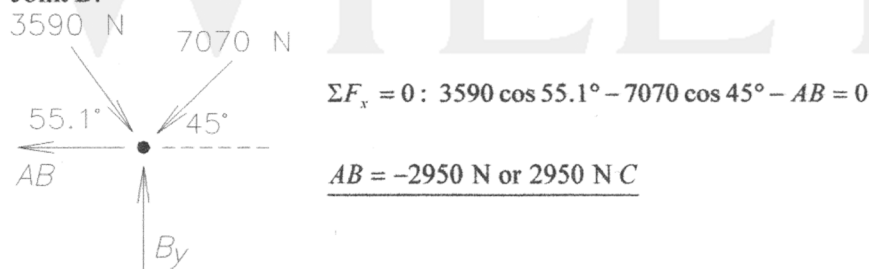 3590 N
7070 N
55.1°
45°
AB
By
ΣFₓ = 0 : 3590 cos 55.1° – 7070 cos 45° – AB = 0
AB = –2950 N or 2950 N C